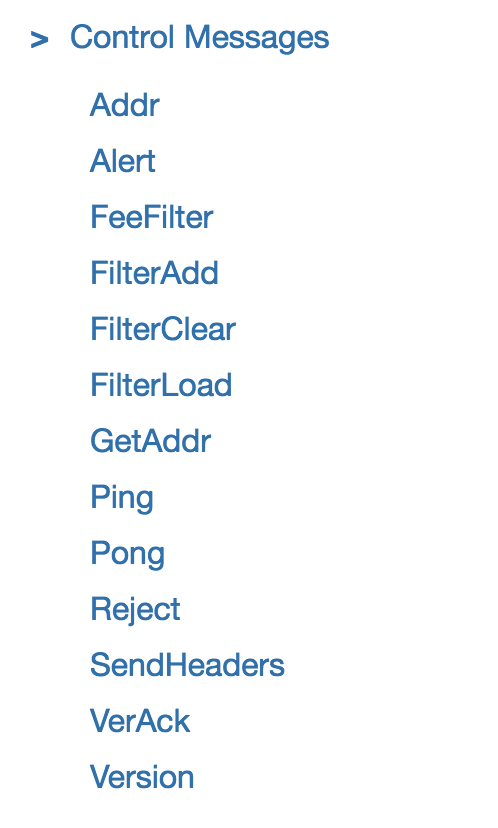 > Control Messages
Addr
Alert
FeeFilter
FilterAdd
FilterClear
FilterLoad
GetAddr
Ping
Pong
Reject
SendHeaders
VerAck
Version